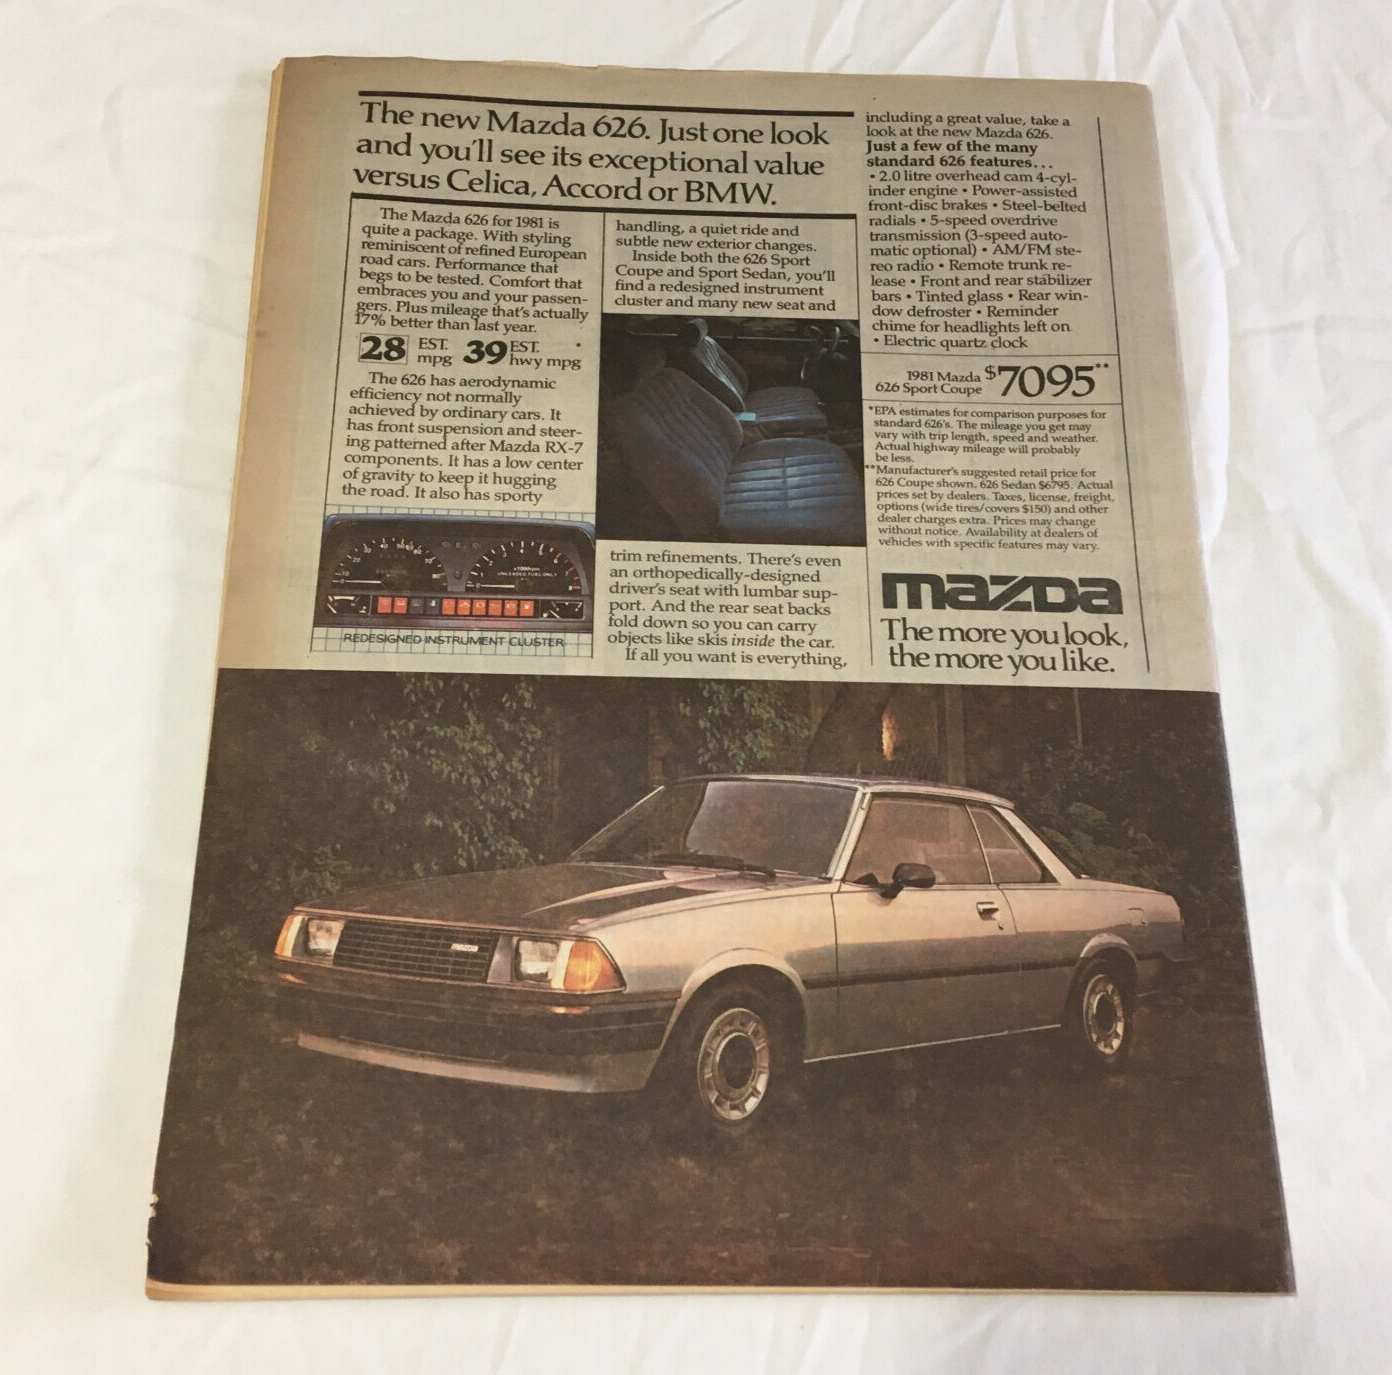 The new Mazda 626. Just one look
and you'll see its exceptional value
versus Celica, Accord or BMW.
The Mazda 626 for 1981 is
quite a package. With styling
reminiscent of refined European
road cars. Performance that
begs to be tested. Comfort that
embraces you and your passen-
gers. Plus mileage that's actually
17% better than last year.
28 EST. mpg 39 EST. hwy mpg *
The 626 has aerodynamic
efficiency not normally
achieved by ordinary cars. It
has front suspension and steer-
ing patterned after Mazda RX-7
components. It has a low center
of gravity to keep it hugging
the road. It also has sporty
REDESIGNED INSTRUMENT CLUSTER
handling, a quiet ride and
subtle new exterior changes.
Inside both the 626 Sport
Coupe and Sport Sedan, you'll
find a redesigned instrument
cluster and many new seat and
trim refinements. There's even
an orthopedically-designed
driver's seat with lumbar sup-
port. And the rear seat backs
fold down so you can carry
objects like skis inside the car.
If all you want is everything,
including a great value, take a
look at the new Mazda 626.
Just a few of the many
standard 626 features...
• 2.0 litre overhead cam 4-cyl-
inder engine • Power-assisted
front-disc brakes • Steel-belted
radials • 5-speed overdrive
transmission (3-speed auto-
matic optional) • AM/FM ste-
reo radio • Remote trunk re-
lease • Front and rear stabilizer
bars • Tinted glass • Rear win-
dow defroster • Reminder
chime for headlights left on
• Electric quartz clock
1981 Mazda
626 Sport Coupe $7095**
*EPA estimates for comparison purposes for
standard 626's. The mileage you get may
vary with trip length, speed and weather.
Actual highway mileage will probably
be less.
**Manufacturer's suggested retail price for
626 Coupe shown. 626 Sedan $6795. Actual
prices set by dealers. Taxes, license, freight,
options (wide tires/covers $150) and other
dealer charges extra. Prices may change
without notice. Availability at dealers of
vehicles with specific features may vary.
mazda
The more you look,
the more you like.
mazda